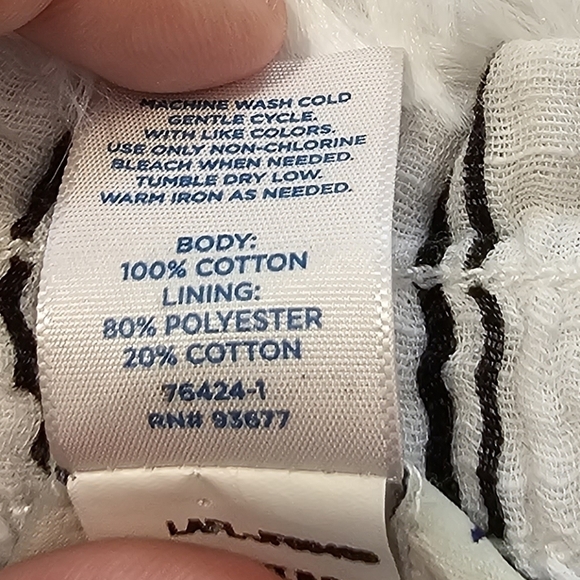 MACHINE WASH COLD
GENTLE CYCLE.
WITH LIKE COLORS.
USE ONLY NON-CHLORINE
BLEACH WHEN NEEDED.
TUMBLE DRY LOW.
WARM IRON AS NEEDED.
BODY:
100% COTTON
LINING:
80% POLYESTER
20% COTTON
76424-1
RN# 93677